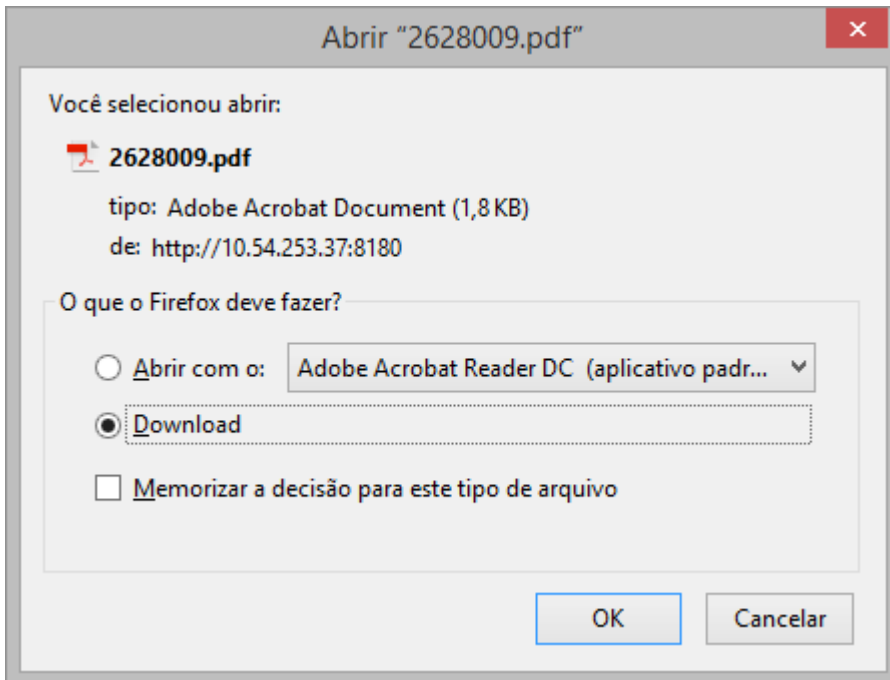 Abrir “2628009.pdf”
Você selecionou abrir:
2628009.pdf
tipo: Adobe Acrobat Document (1,8 KB)
de: http://10.54.253.37:8180
O que o Firefox deve fazer?
Abrir com o: Adobe Acrobat Reader DC (aplicativo padr...
Download
Memorizar a decisão para este tipo de arquivo
OK Cancelar